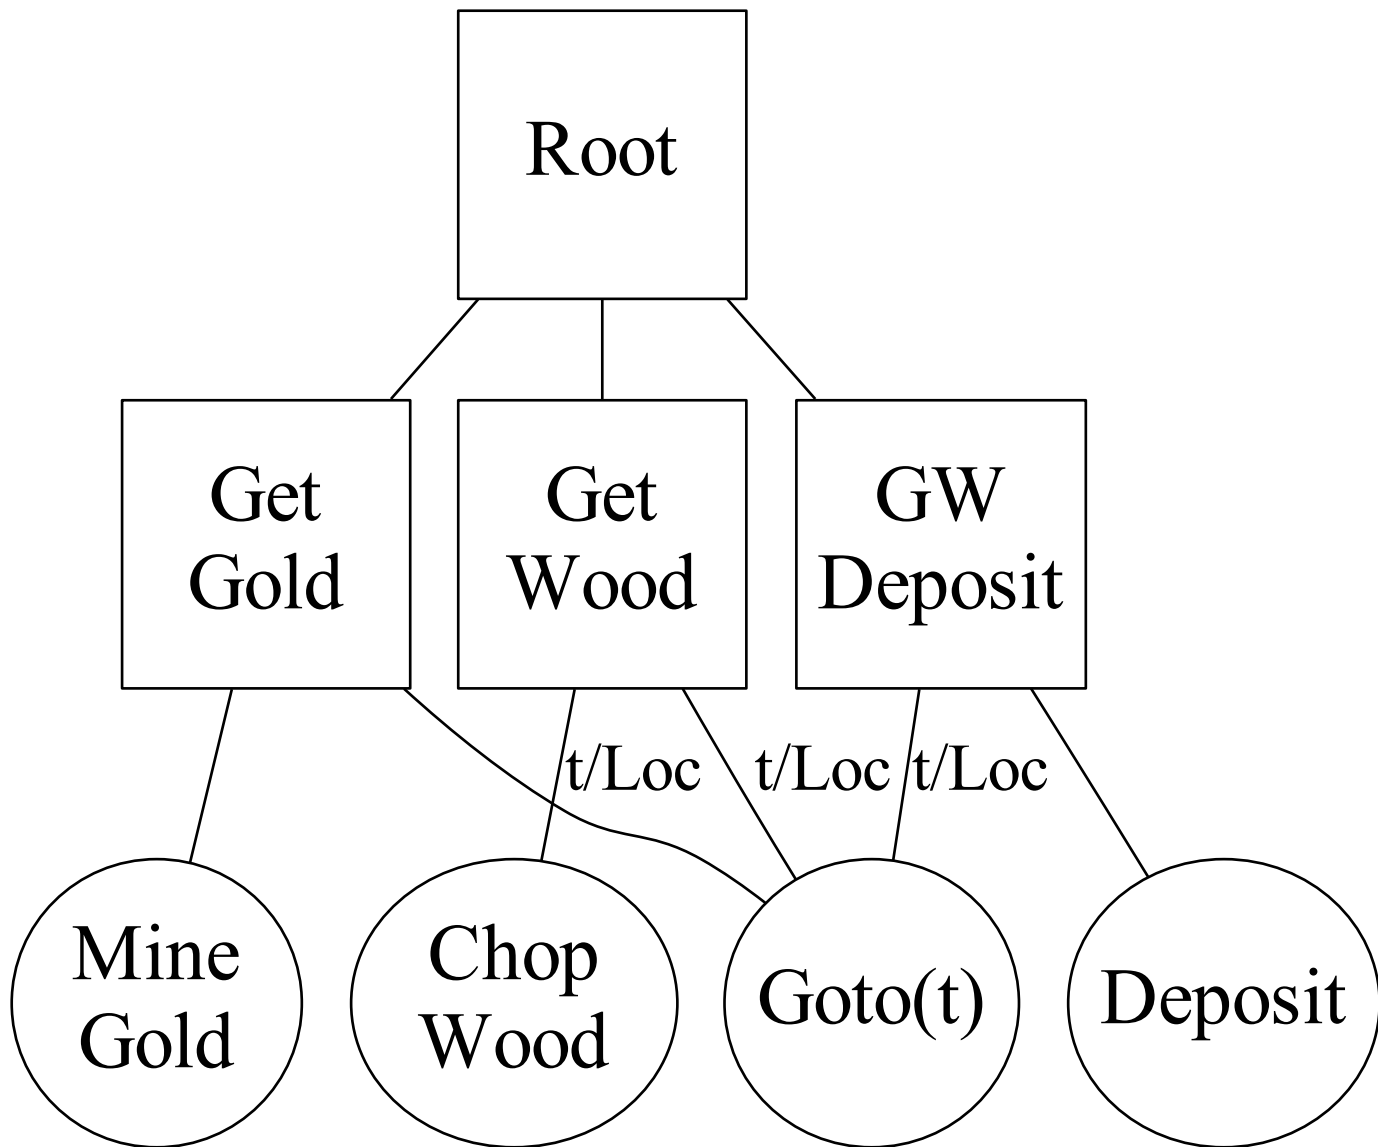 Root
Get
Gold
Get
Wood
GW
Deposit
t/Loc
t/Loc
t/Loc
Mine
Gold
Chop
Wood
Goto(t)
Deposit